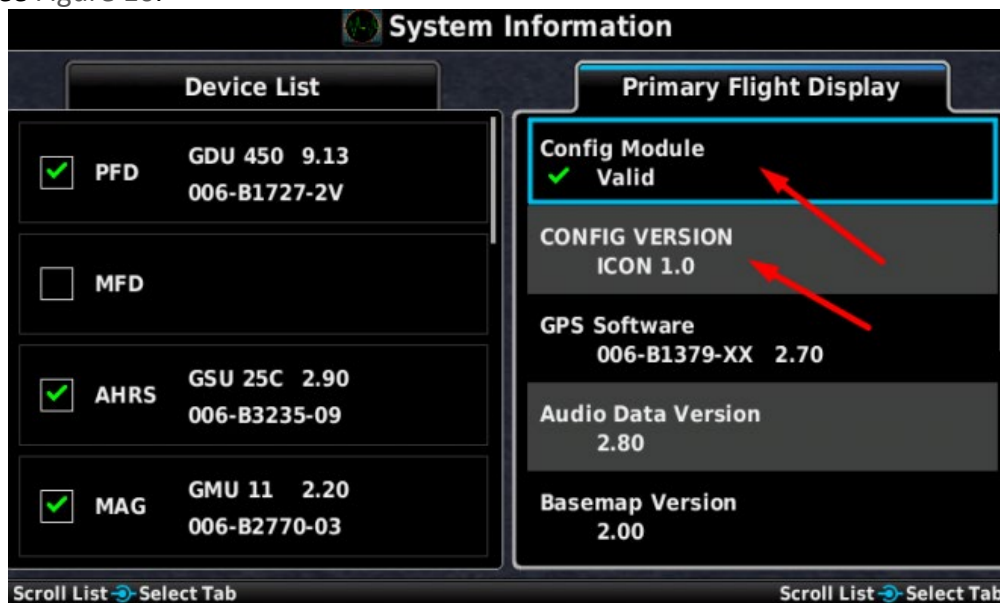 System Information
Device List
PFD
GDU 450 9.13
006-B1727-2V
MFD
AHRS
GSU 25C 2.90
006-B3235-09
MAG
GMU 11 2.20
006-B2770-03
Primary Flight Display
Config Module
Valid
CONFIG VERSION
ICON 1.0
GPS Software
006-B1379-XX 2.70
Audio Data Version
2.80
Basemap Version
2.00
Scroll List Select Tab
Scroll List Select Tab